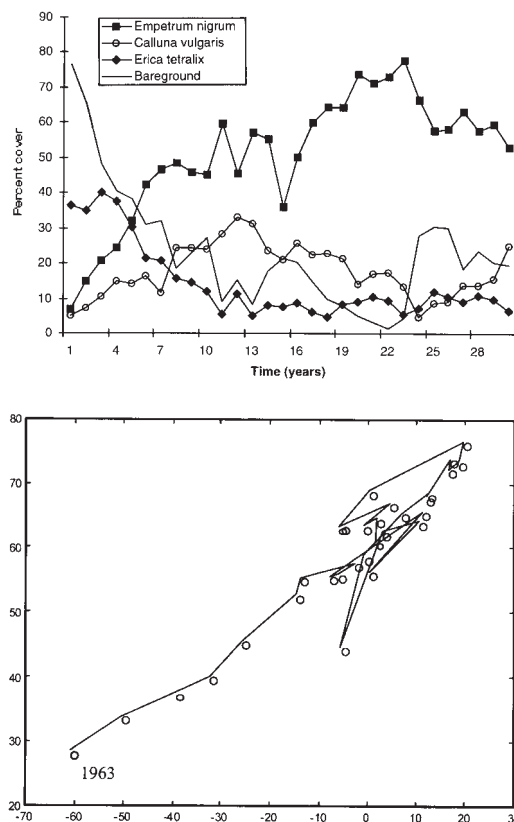 90
80
70
60
50
40
30
20
10
0
Percent cover
Empetrum nigrum
Calluna vulgaris
Erica tetralix
Bareground
1 4 7 10 13 16 19 22 25 28
Time (years)
80
70
60
50
40
30
20
1963
-70 -60 -50 -40 -30 -20 -10 0 10 20 30